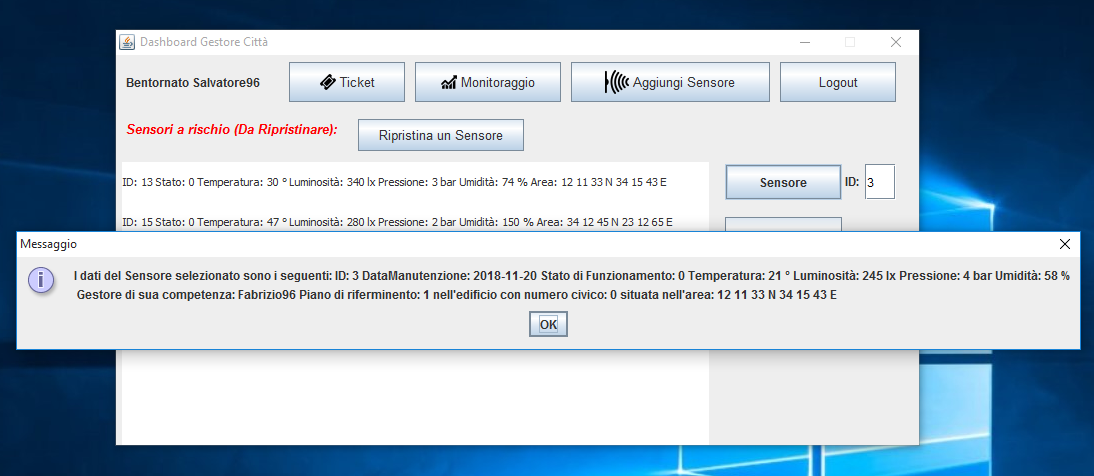 Dashboard Gestore Città
Bentornato Salvatore96
Ticket
Monitoraggio
Aggiungi Sensore
Logout
Sensori a rischio (Da Ripristinare):
Ripristina un Sensore
ID: 13 Stato: 0 Temperatura: 30 ° Luminosità: 340 lx Pressione: 3 bar Umidità: 74 % Area: 12 11 33 N 34 15 43 E
Sensore
ID:
3
ID: 15 Stato: 0 Temperatura: 47 ° Luminosità: 280 lx Pressione: 2 bar Umidità: 150 % Area: 34 12 45 N 23 12 65 E
Messaggio
I dati del Sensore selezionato sono i seguenti: ID: 3 DataManutenzione: 2018-11-20 Stato di Funzionamento: 0 Temperatura: 21 ° Luminosità: 245 lx Pressione: 4 bar Umidità: 58 %
Gestore di sua competenza: Fabrizio96 Piano di riferminento: 1 nell'edificio con numero civico: 0 situata nell'area: 12 11 33 N 34 15 43 E
OK